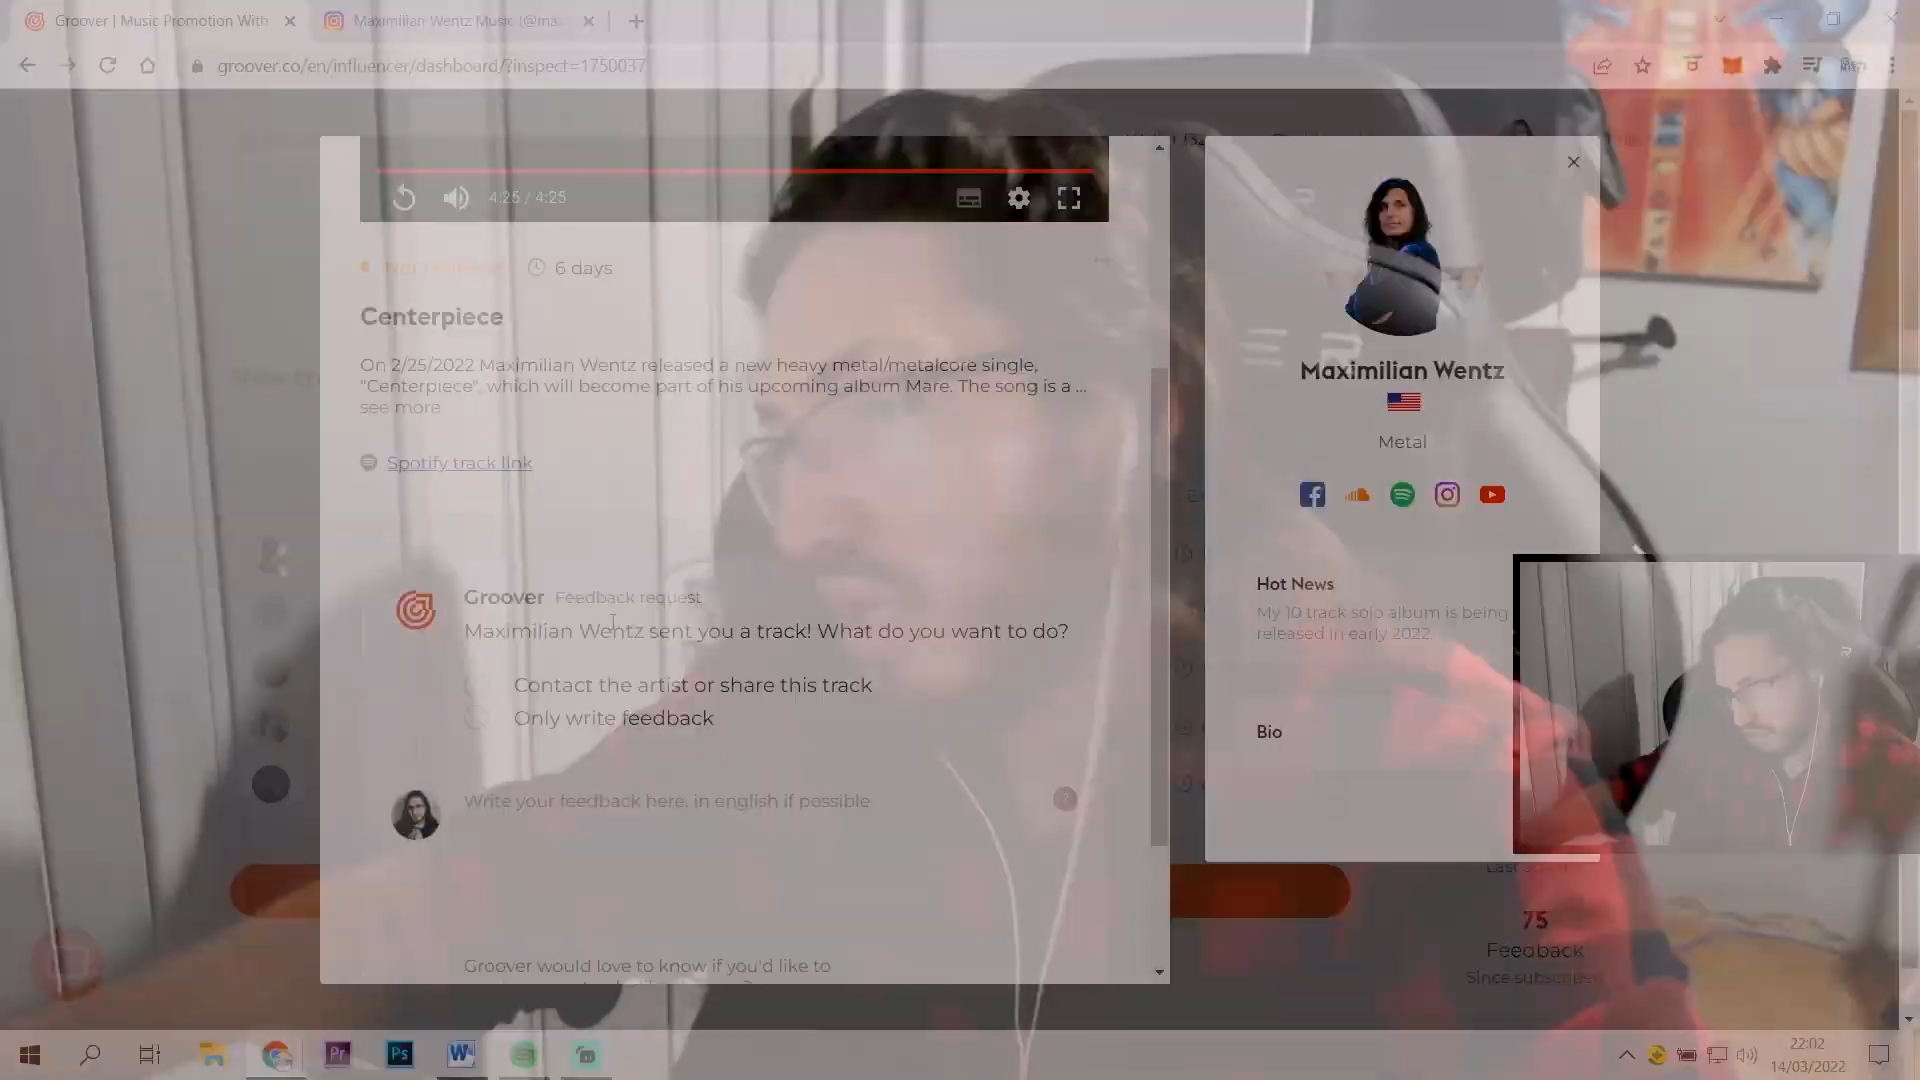 Groover | Music Promotion With
Maximilian Wentz Music (@ma
groover.co/en/influencer/dashboard/?inspect=1750037
4:25 / 4:25
6 days
Centerpiece
On 2/25/2022 Maximilian Wentz released a new heavy metal/metalcore single,
"Centerpiece", which will become part of his upcoming album Mare. The song is a ...
see more
Spotify track link
Groover Feedback request
Maximilian Wentz sent you a track! What do you want to do?
Contact the artist or share this track
Only write feedback
Write your feedback here, in english if possible
Groover would love to know if you'd like to
Maximilian Wentz
Metal
Hot News
My 10 track solo album is being
released in early 2022.
Bio
75
Feedback
Since subscribed
Pr
Ps
W
22:02
14/03/2022